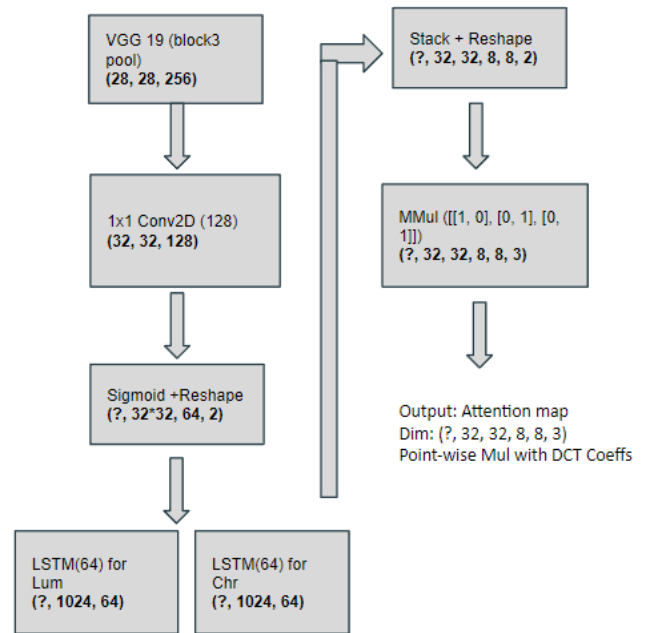 VGG 19 (block3
pool)
(28, 28, 256)
1x1 Conv2D (128)
(32, 32, 128)
Sigmoid +Reshape
(?, 32*32, 64, 2)
LSTM(64) for
Lum
(?, 1024, 64)
LSTM(64) for
Chr
(?, 1024, 64)
Stack + Reshape
(?, 32, 32, 8, 8, 2)
MMul ([[1, 0], [0, 1], [0,
1]])
(?, 32, 32, 8, 8, 3)
Output: Attention map
Dim: (?, 32, 32, 8, 8, 3)
Point-wise Mul with DCT Coeffs